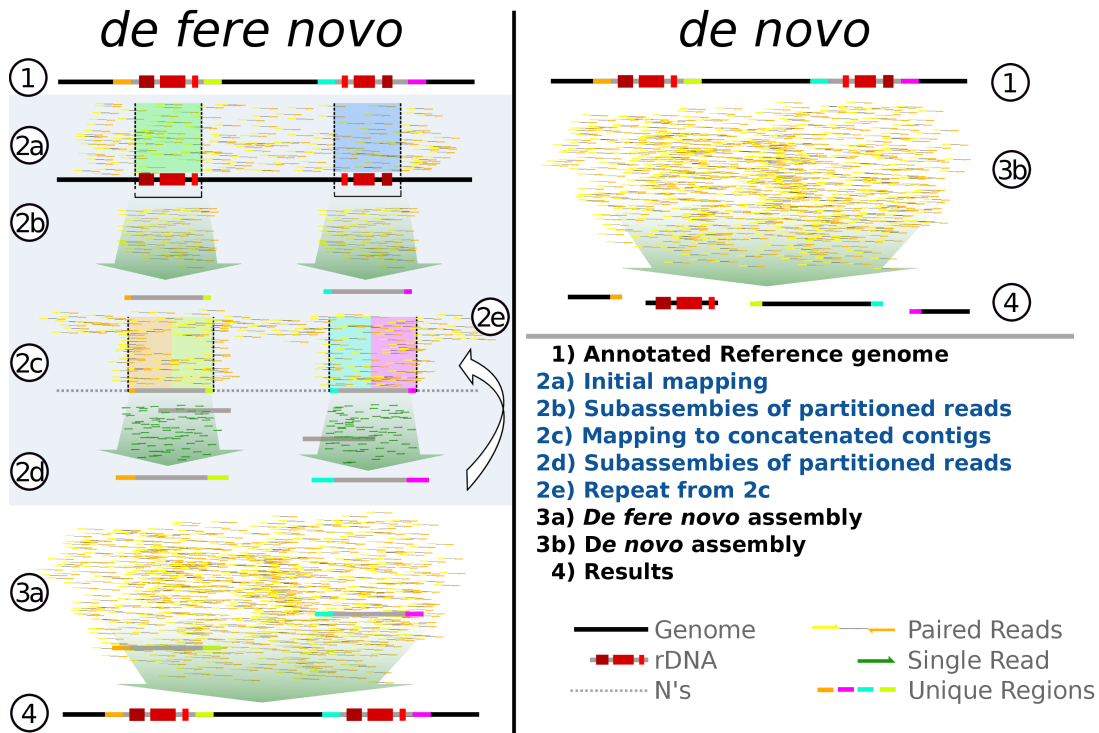 de fere novo
1
2a
2b
2e
2c
2d
3a
4
de novo
1
3b
4
1) Annotated Reference genome
2a) Initial mapping
2b) Subassembies of partitioned reads
2c) Mapping to concatenated contigs
2d) Subassembies of partitioned reads
2e) Repeat from 2c
3a) De fere novo assembly
3b) De novo assembly
4) Results
Genome
rDNA
N's
Paired Reads
Single Read
Unique Regions